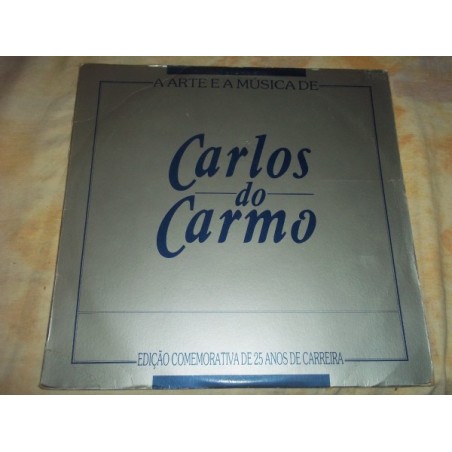 A ARTE E A MÚSICA DE
Carlos
do
Carmo
EDIÇÃO COMEMORATIVA DE 25 ANOS DE CARREIRA